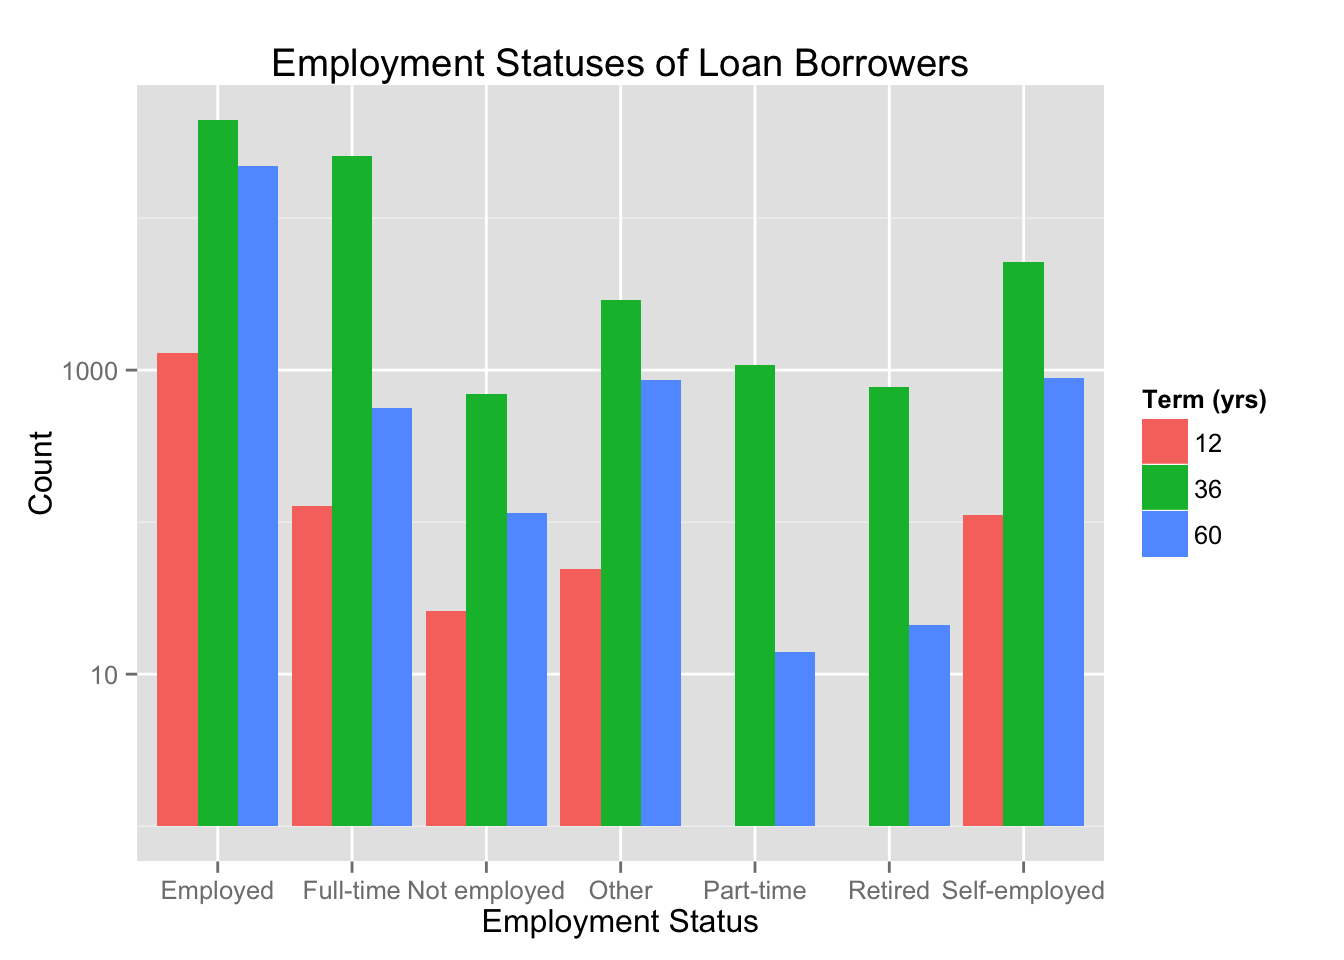 Employment Statuses of Loan Borrowers
Count
1000
10
Employed Full-time Not employed Other Part-time Retired Self-employed
Employment Status
Term (yrs)
12
36
60